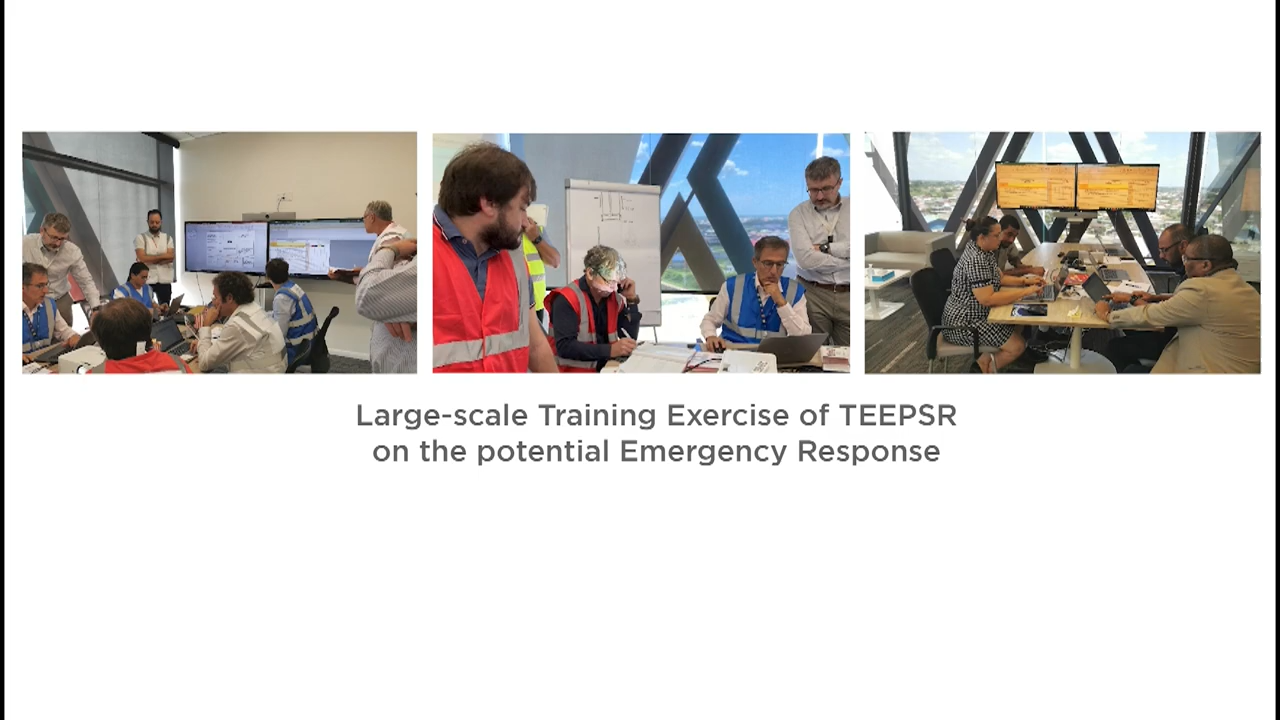 Large-scale Training Exercise of TEEPSR
on the potential Emergency Response